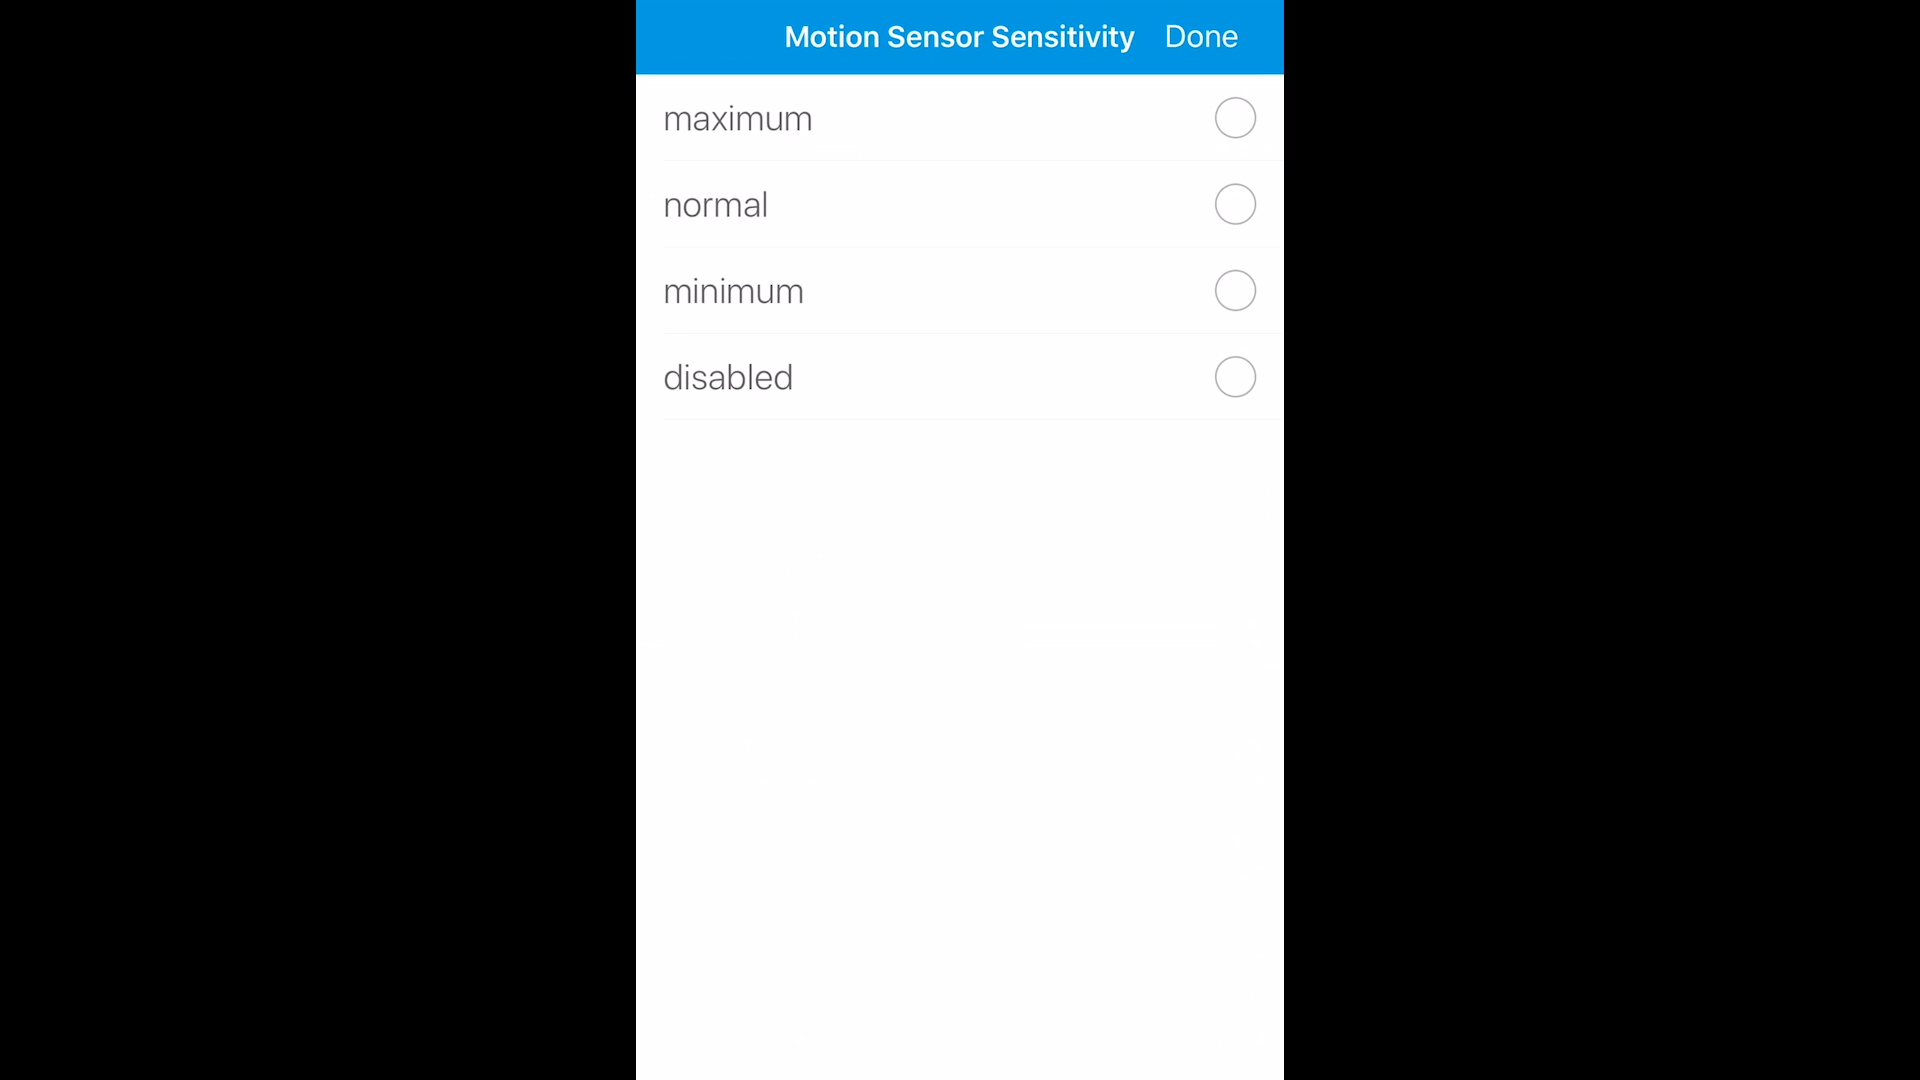 Motion Sensor Sensitivity Done
maximum
normal
minimum
disabled